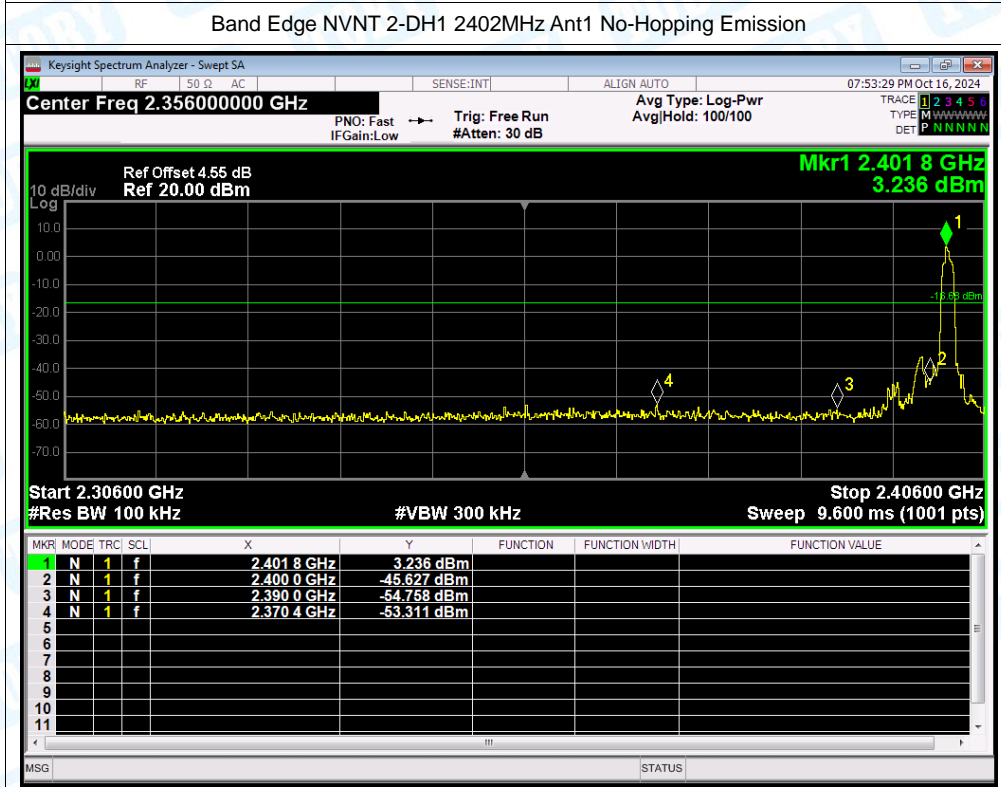 Band Edge NVNT 2-DH1 2402MHz Ant1 No-Hopping Emission
Keysight Spectrum Analyzer - Swept SA
LXI RF 50 Ω AC SENSE:INT ALIGN AUTO 07:53:29 PM Oct 16, 2024
Center Freq 2.356000000 GHz
PNO: Fast
IFGain:Low
Trig: Free Run
#Atten: 30 dB
Avg Type: Log-Pwr
Avg|Hold: 100/100
TRACE 1 2 3 4 5 6
TYPE M WWWWW
DET P N N N N N
Mkr1 2.401 8 GHz
3.236 dBm
Ref Offset 4.55 dB
10 dB/div Ref 20.00 dBm
Log
10.0
0.00
-10.0
-20.0
-30.0
-40.0
-50.0
-60.0
-70.0
1
-16.68 dBm
2
3
4
Start 2.30600 GHz Stop 2.40600 GHz
#Res BW 100 kHz #VBW 300 kHz Sweep 9.600 ms (1001 pts)
MKR MODE TRC SCL X Y FUNCTION FUNCTION WIDTH FUNCTION VALUE
1 N 1 f 2.401 8 GHz 3.236 dBm
2 N 1 f 2.400 0 GHz -45.627 dBm
3 N 1 f 2.390 0 GHz -54.758 dBm
4 N 1 f 2.370 4 GHz -53.311 dBm
5
6
7
8
9
10
11
MSG STATUS